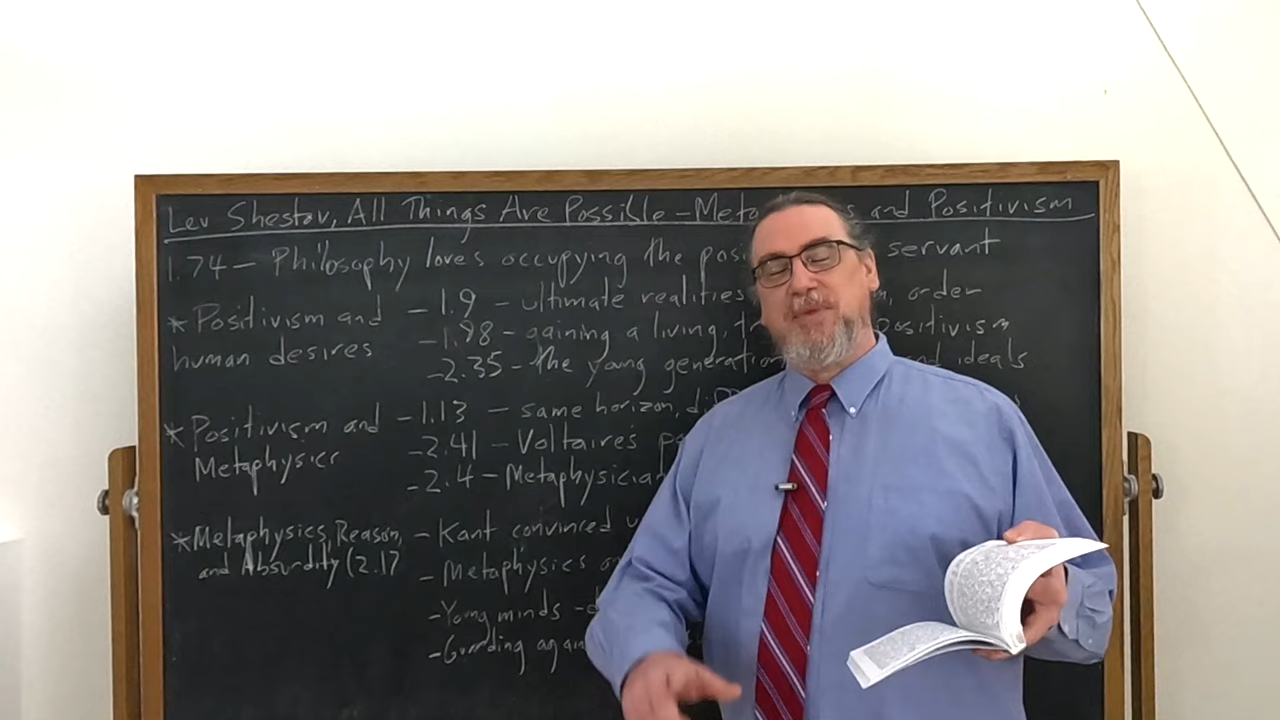 Lev Shestov, All Things Are Possible - Meta s and Positivism
1.74 - Philosophy loves occupying the posi servant
* Positivism and - 1.9 - ultimate realities order
human desires - 1.98 - gaining a living, Positivism
- 2.35 - the young generation ideals
* Positivism and - 1.13 - same horizon,
Metaphysics - 2.41 - Voltaire's
- 2.4 - Metaphysician
* Metaphysics, Reason, - Kant convinced
and Absurdity (2.17 - Metaphysics
- Young minds -
- Guarding again